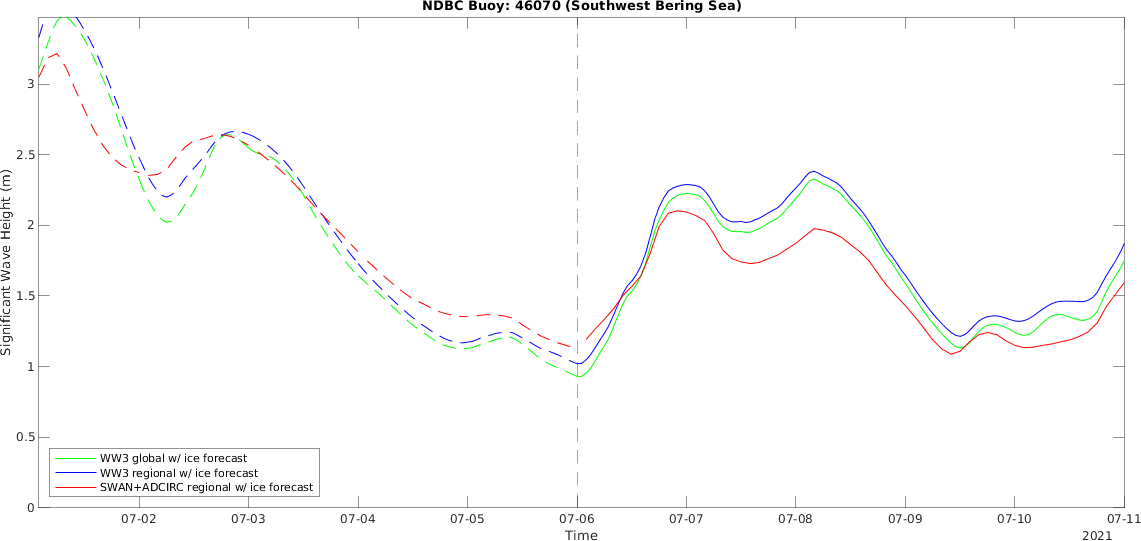 NDBC Buoy: 46070 (Southwest Bering Sea)
Significant Wave Height (m)
3
2.5
2
1.5
1
0.5
0
WW3 global w/ ice forecast
WW3 regional w/ ice forecast
SWAN+ADCIRC regional w/ ice forecast
07-02 07-03 07-04 07-05 07-06 07-07 07-08 07-09 07-10 07-11
Time
2021